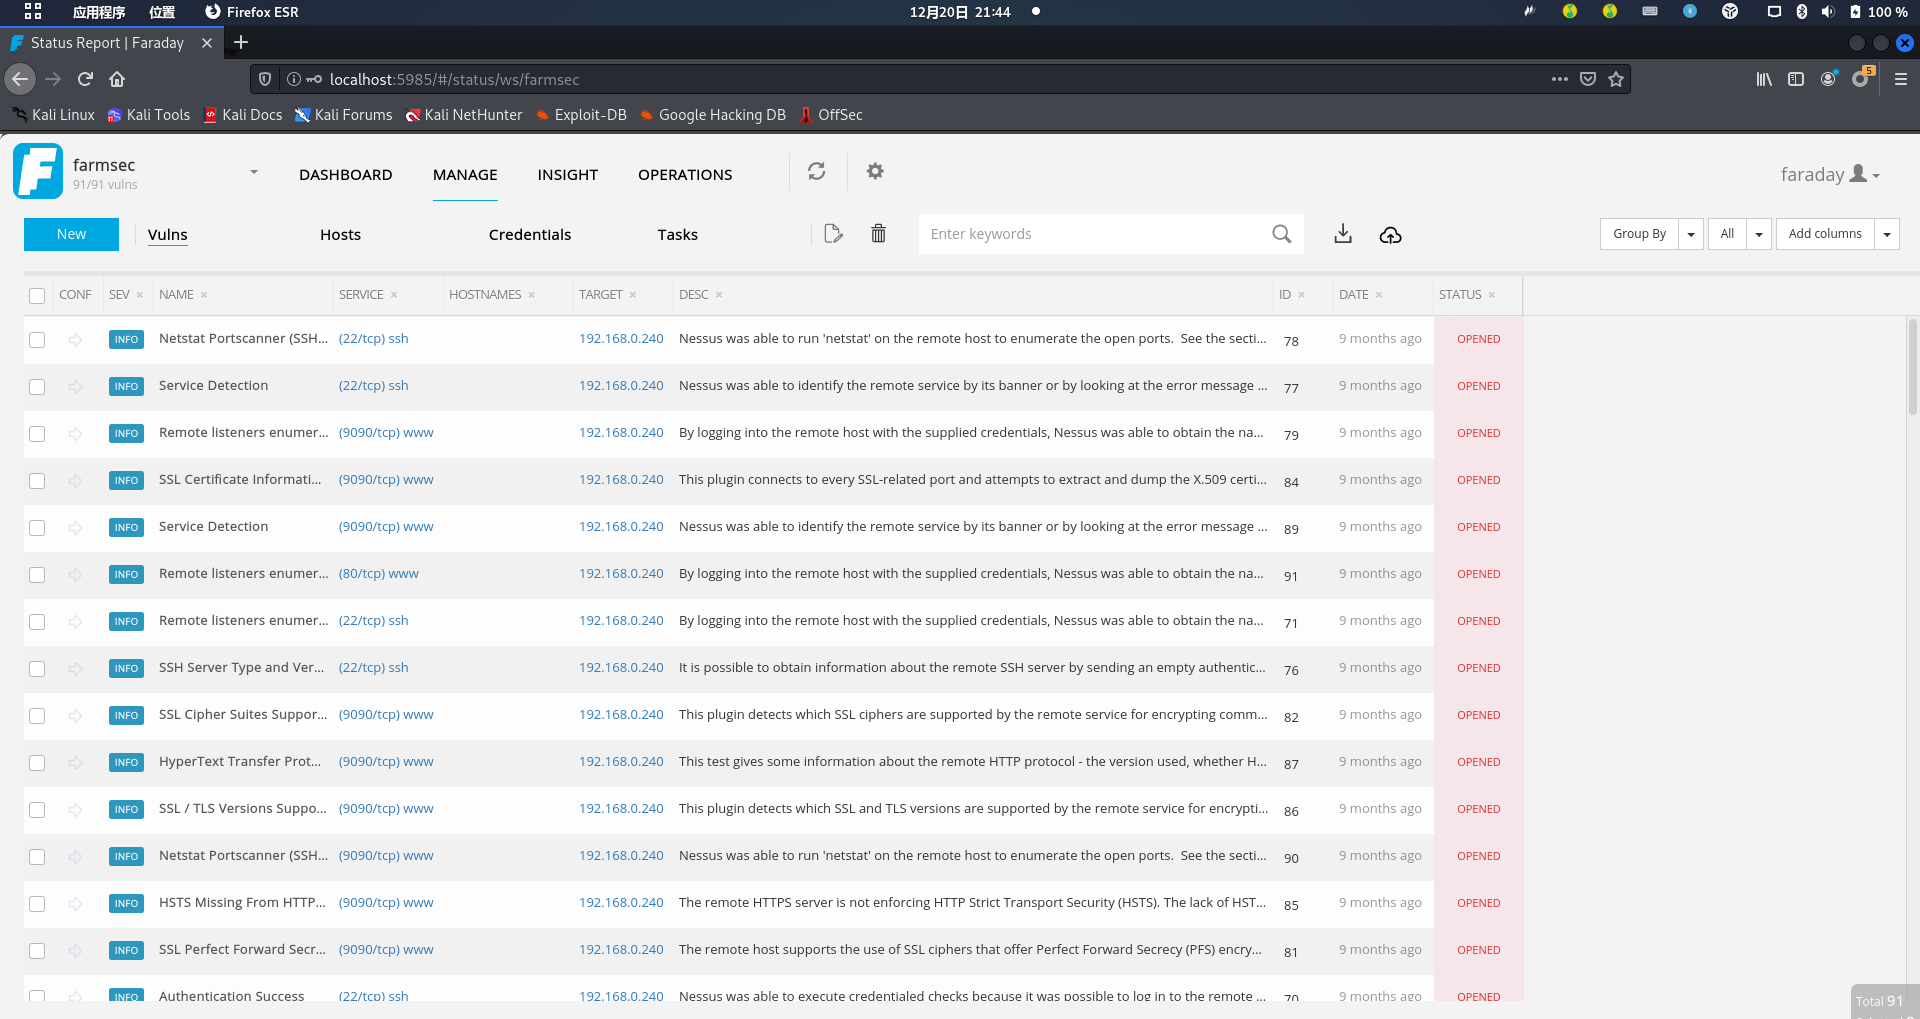 应用程序 位置 Firefox ESR 12月20日 21:44 100 %
Status Report | Faraday
localhost:5985/#/status/ws/farmsec 5
Kali Linux Kali Tools Kali Docs Kali Forums Kali NetHunter Exploit-DB Google Hacking DB OffSec
farmsec
91/91 vulns
DASHBOARD MANAGE INSIGHT OPERATIONS faraday
New Vulns Hosts Credentials Tasks Enter keywords Group By All Add columns
CONF SEV NAME SERVICE HOSTNAMES TARGET DESC ID DATE STATUS
INFO Netstat Portscanner (SSH... (22/tcp) ssh 192.168.0.240 Nessus was able to run 'netstat' on the remote host to enumerate the open ports. See the secti... 78 9 months ago OPENED
INFO Service Detection (22/tcp) ssh 192.168.0.240 Nessus was able to identify the remote service by its banner or by looking at the error message ... 77 9 months ago OPENED
INFO Remote listeners enumer... (9090/tcp) www 192.168.0.240 By logging into the remote host with the supplied credentials, Nessus was able to obtain the na... 79 9 months ago OPENED
INFO SSL Certificate Informati... (9090/tcp) www 192.168.0.240 This plugin connects to every SSL-related port and attempts to extract and dump the X.509 certi... 84 9 months ago OPENED
INFO Service Detection (9090/tcp) www 192.168.0.240 Nessus was able to identify the remote service by its banner or by looking at the error message ... 89 9 months ago OPENED
INFO Remote listeners enumer... (80/tcp) www 192.168.0.240 By logging into the remote host with the supplied credentials, Nessus was able to obtain the na... 91 9 months ago OPENED
INFO Remote listeners enumer... (22/tcp) ssh 192.168.0.240 By logging into the remote host with the supplied credentials, Nessus was able to obtain the na... 71 9 months ago OPENED
INFO SSH Server Type and Ver... (22/tcp) ssh 192.168.0.240 It is possible to obtain information about the remote SSH server by sending an empty authentic... 76 9 months ago OPENED
INFO SSL Cipher Suites Suppor... (9090/tcp) www 192.168.0.240 This plugin detects which SSL ciphers are supported by the remote service for encrypting comm... 82 9 months ago OPENED
INFO HyperText Transfer Prot... (9090/tcp) www 192.168.0.240 This test gives some information about the remote HTTP protocol - the version used, whether H... 87 9 months ago OPENED
INFO SSL / TLS Versions Suppo... (9090/tcp) www 192.168.0.240 This plugin detects which SSL and TLS versions are supported by the remote service for encrypti... 86 9 months ago OPENED
INFO Netstat Portscanner (SSH... (9090/tcp) www 192.168.0.240 Nessus was able to run 'netstat' on the remote host to enumerate the open ports. See the secti... 90 9 months ago OPENED
INFO HSTS Missing From HTTP... (9090/tcp) www 192.168.0.240 The remote HTTPS server is not enforcing HTTP Strict Transport Security (HSTS). The lack of HST... 85 9 months ago OPENED
INFO SSL Perfect Forward Secr... (9090/tcp) www 192.168.0.240 The remote host supports the use of SSL ciphers that offer Perfect Forward Secrecy (PFS) encry... 81 9 months ago OPENED
INFO Authentication Success (22/tcp) ssh 192.168.0.240 Nessus was able to execute credentialed checks because it was possible to log in to the remote ... 70 9 months ago OPENED
Total 91